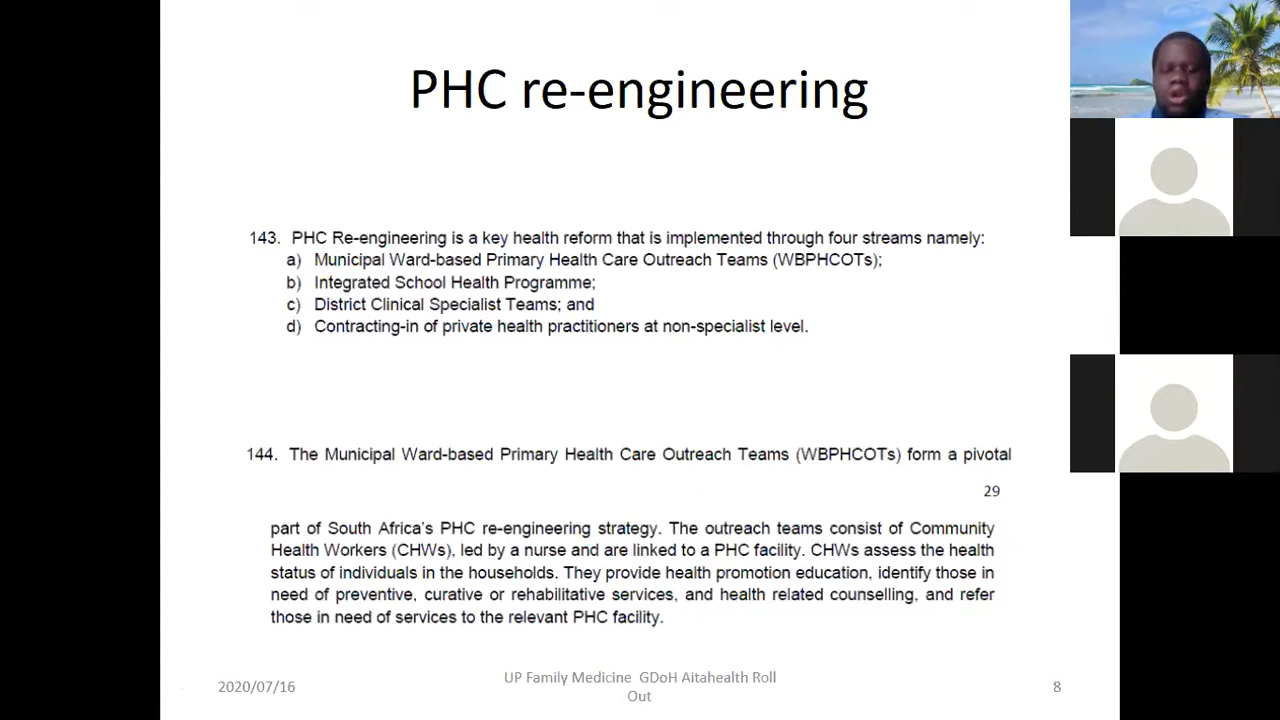 PHC re-engineering
143. PHC Re-engineering is a key health reform that is implemented through four streams namely:
a) Municipal Ward-based Primary Health Care Outreach Teams (WBPHCOTs);
b) Integrated School Health Programme;
c) District Clinical Specialist Teams; and
d) Contracting-in of private health practitioners at non-specialist level.
144. The Municipal Ward-based Primary Health Care Outreach Teams (WBPHCOTs) form a pivotal
29
part of South Africa's PHC re-engineering strategy. The outreach teams consist of Community
Health Workers (CHWs), led by a nurse and are linked to a PHC facility. CHWs assess the health
status of individuals in the households. They provide health promotion education, identify those in
need of preventive, curative or rehabilitative services, and health related counselling, and refer
those in need of services to the relevant PHC facility.
2020/07/16
UP Family Medicine GDoH Aitahealth Roll
Out
8